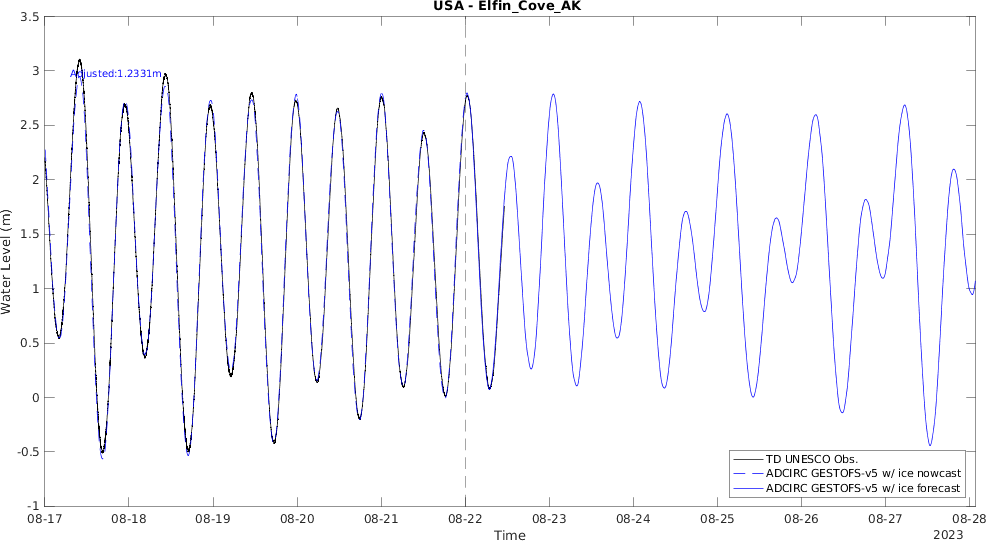 USA - Elfin_Cove_AK
3.5
3
2.5
2
1.5
1
0.5
0
-0.5
-1
Water Level (m)
Adjusted:1.2331m
TD UNESCO Obs.
ADCIRC GESTOFS-v5 w/ ice nowcast
ADCIRC GESTOFS-v5 w/ ice forecast
08-17 08-18 08-19 08-20 08-21 08-22 08-23 08-24 08-25 08-26 08-27 08-28
Time
2023